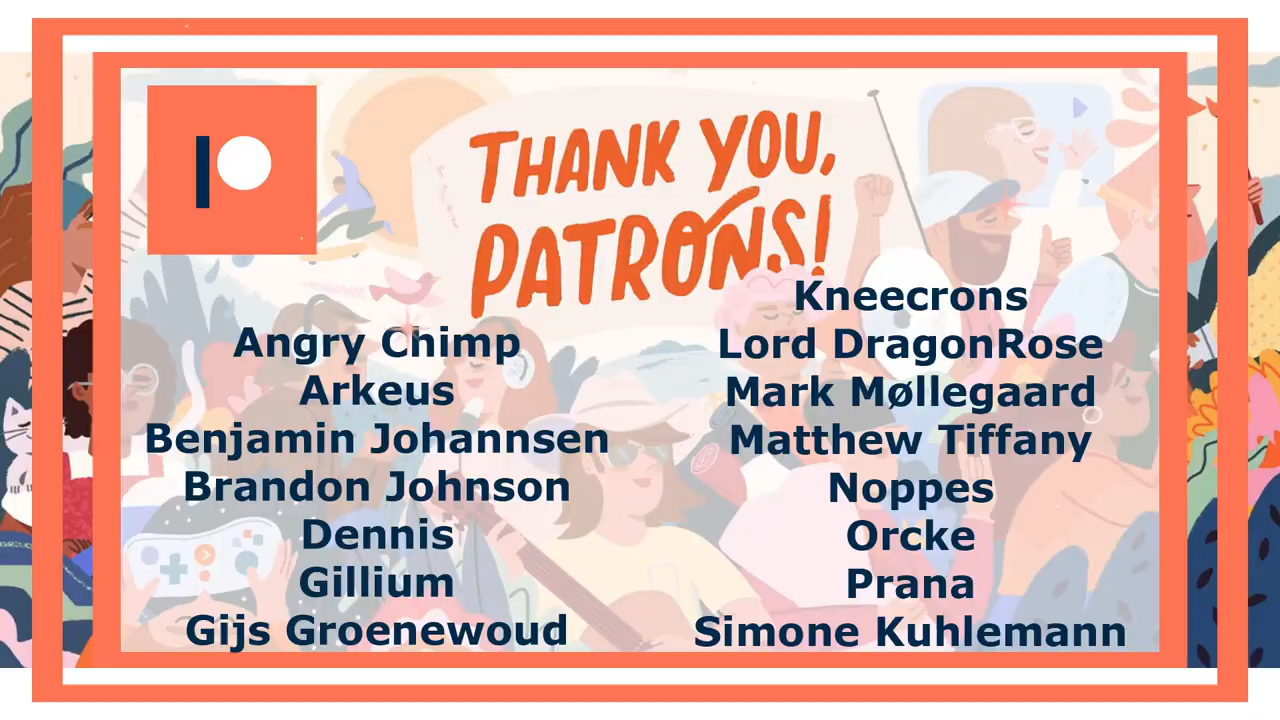 THANK YOU,
PATRONS!
Angry Chimp
Arkeus
Benjamin Johannsen
Brandon Johnson
Dennis
Gillium
Gijs Groenewoud
Kneecrons
Lord DragonRose
Mark Møllegaard
Matthew Tiffany
Noppes
Orcke
Prana
Simone Kuhlemann